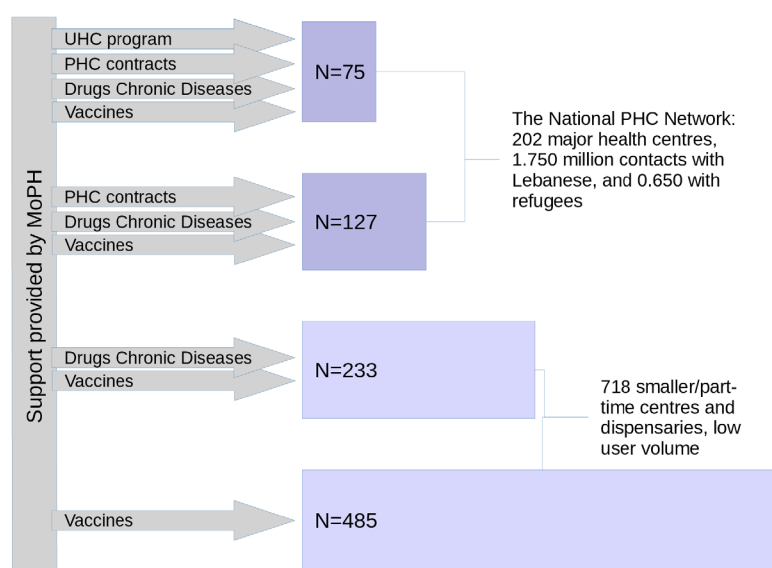 Support provided by MoPH
UHC program
PHC contracts
Drugs Chronic Diseases
Vaccines
N=75
PHC contracts
Drugs Chronic Diseases
Vaccines
N=127
The National PHC Network:
202 major health centres,
1.750 million contacts with
Lebanese, and 0.650 with
refugees
Drugs Chronic Diseases
Vaccines
N=233
718 smaller/part-
time centres and
dispensaries, low
user volume
Vaccines
N=485